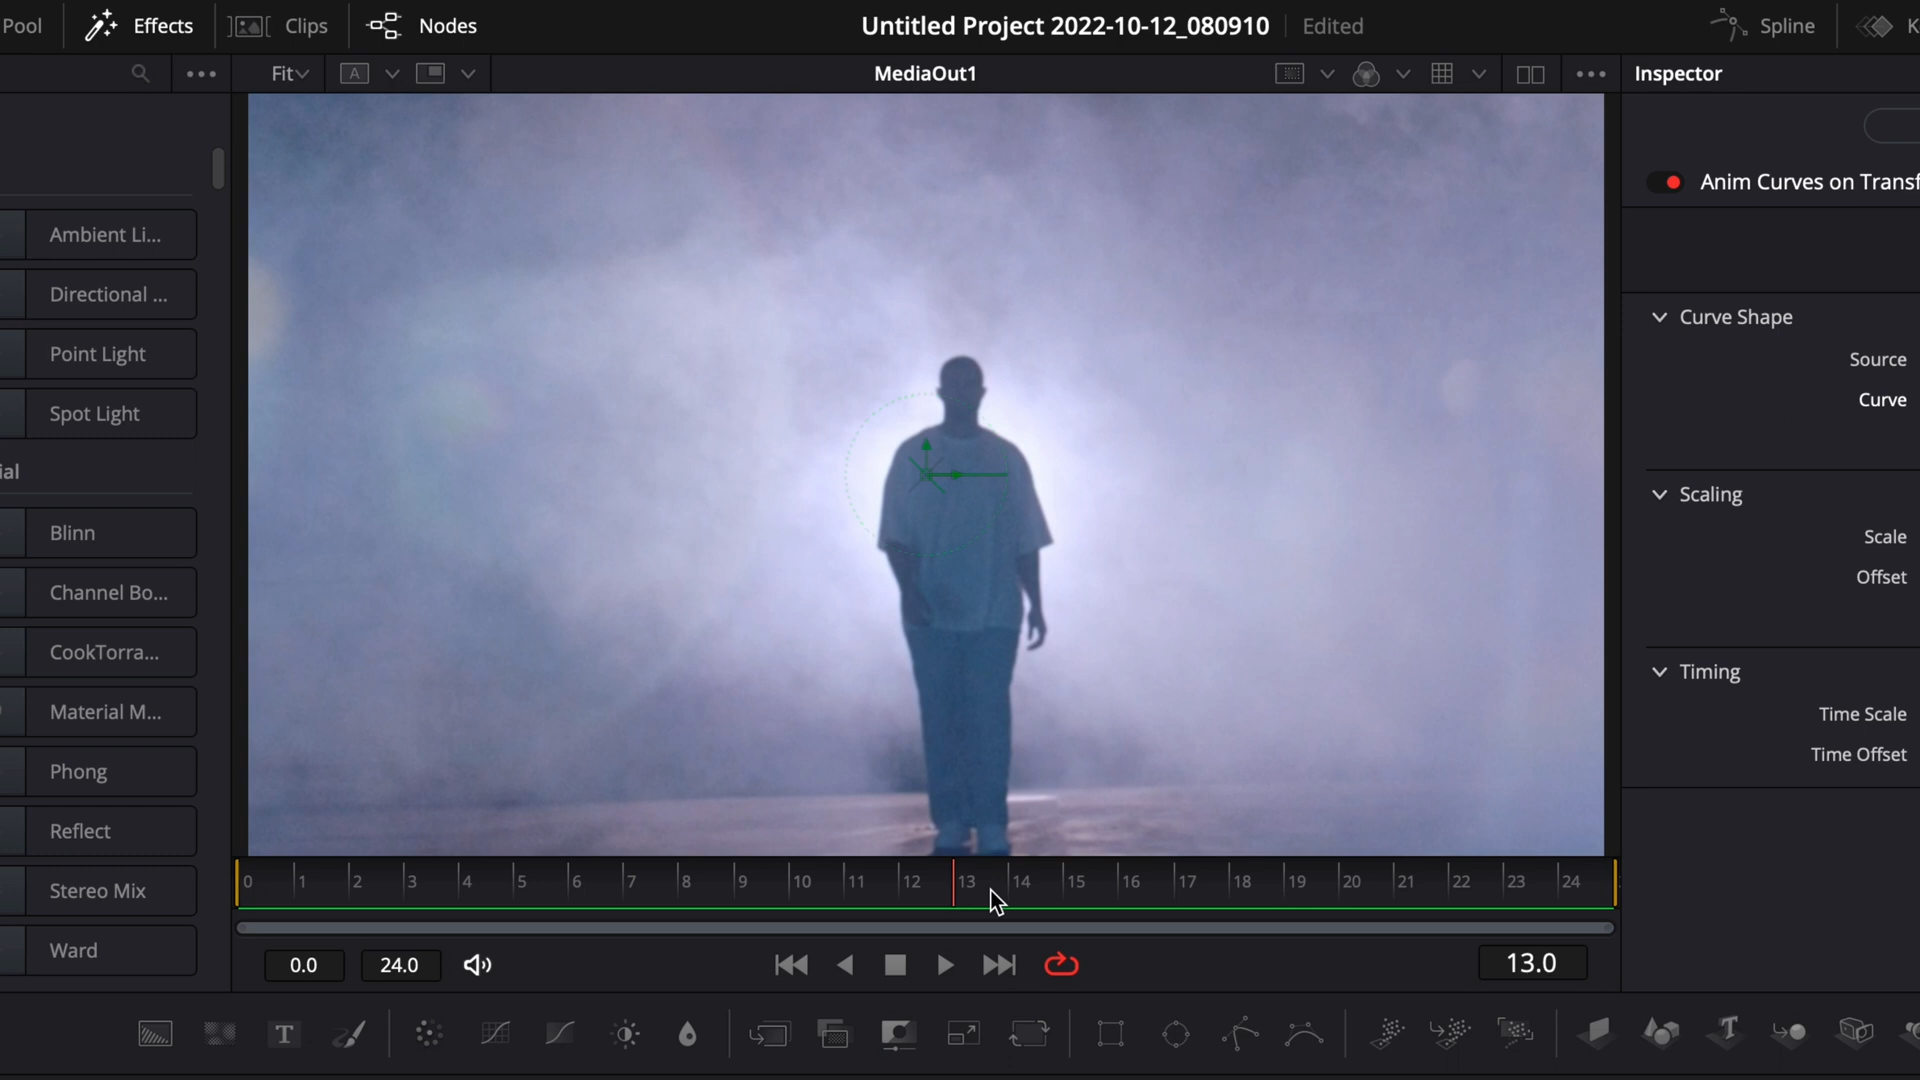 Pool Effects Clips Nodes Untitled Project 2022-10-12_080910 Edited Spline K
Fit A MediaOut1 Inspector
Anim Curves on Transf
Ambient Li...
Directional ...
Point Light
Spot Light
ial
Blinn
Channel Bo...
CookTorra...
Material M...
Phong
Reflect
Stereo Mix
Ward
Curve Shape
Source
Curve
Scaling
Scale
Offset
Timing
Time Scale
Time Offset
0 1 2 3 4 5 6 7 8 9 10 11 12 13 14 15 16 17 18 19 20 21 22 23 24
0.0 24.0 13.0
T T